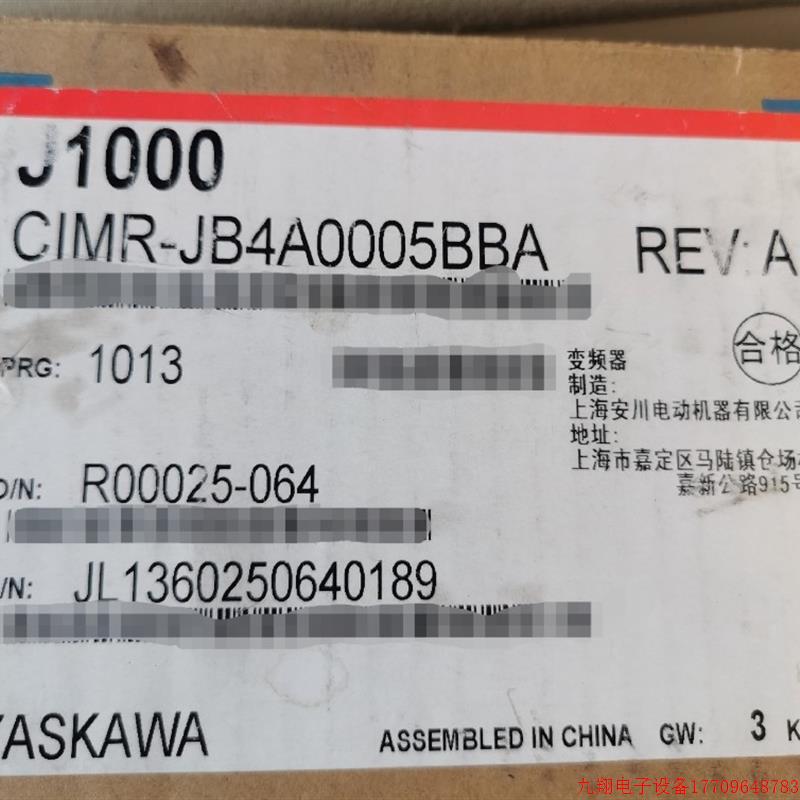 J1000
CIMR-JB4A0005BBA
REV: A
PRG: 1013
合格
变频器
制造:
上海安川电动机器有限公司
地址:
上海市嘉定区马陆镇仓场
嘉新公路915号
O/N: R00025-064
/N: JL1360250640189
YASKAWA
ASSEMBLED IN CHINA GW: 3 K
九翔电子设备17709648783